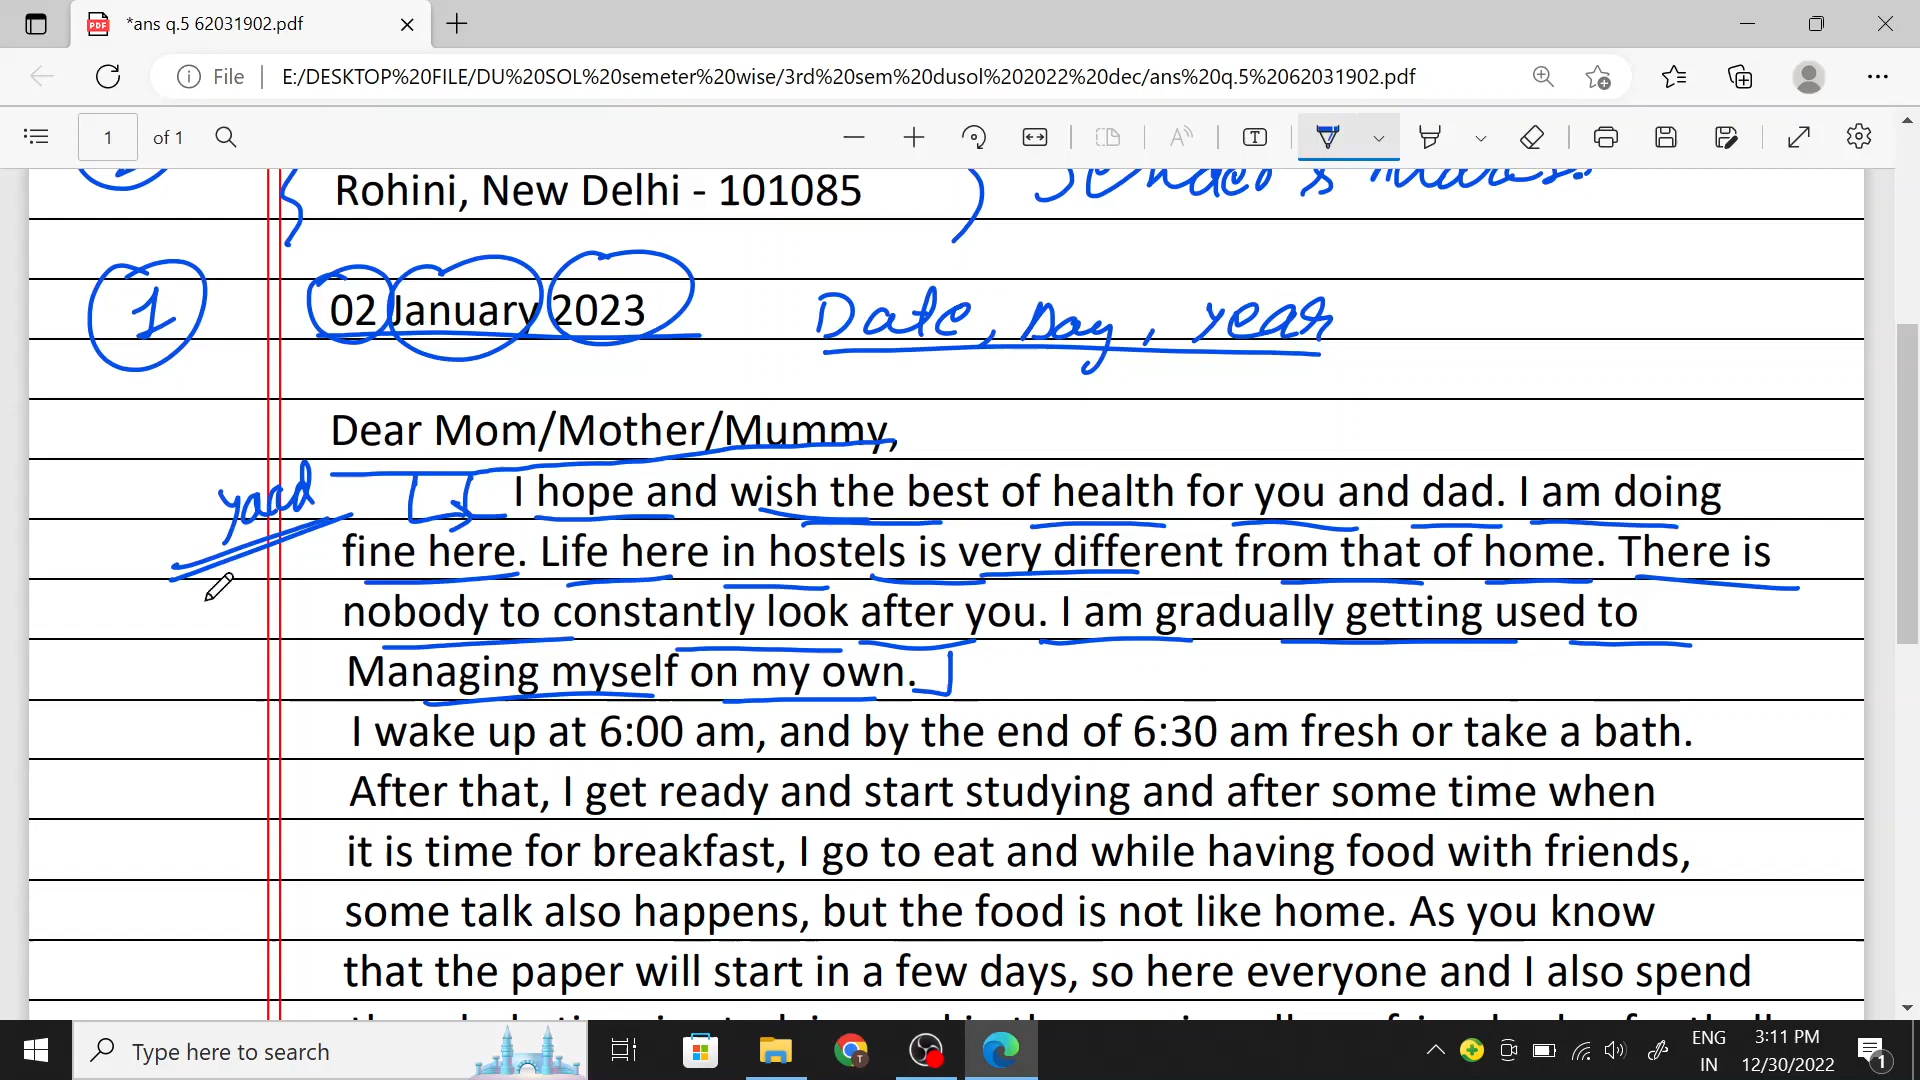 *ans q.5 62031902.pdf
File
E:/DESKTOP%20FILE/DU%20SOL%20semeter%20wise/3rd%20sem%20dusol%202022%20dec/ans%20q.5%2062031902.pdf
1 of 1
Rohini, New Delhi - 101085
1 02 January 2023 Date, Day, year
Dear Mom/Mother/Mummy,
I hope and wish the best of health for you and dad. I am doing
yaad
fine here. Life here in hostels is very different from that of home. There is
nobody to constantly look after you. I am gradually getting used to
Managing myself on my own.
I wake up at 6:00 am, and by the end of 6:30 am fresh or take a bath.
After that, I get ready and start studying and after some time when
it is time for breakfast, I go to eat and while having food with friends,
some talk also happens, but the food is not like home. As you know
that the paper will start in a few days, so here everyone and I also spend
Type here to search
ENG
IN
3:11 PM
12/30/2022
1